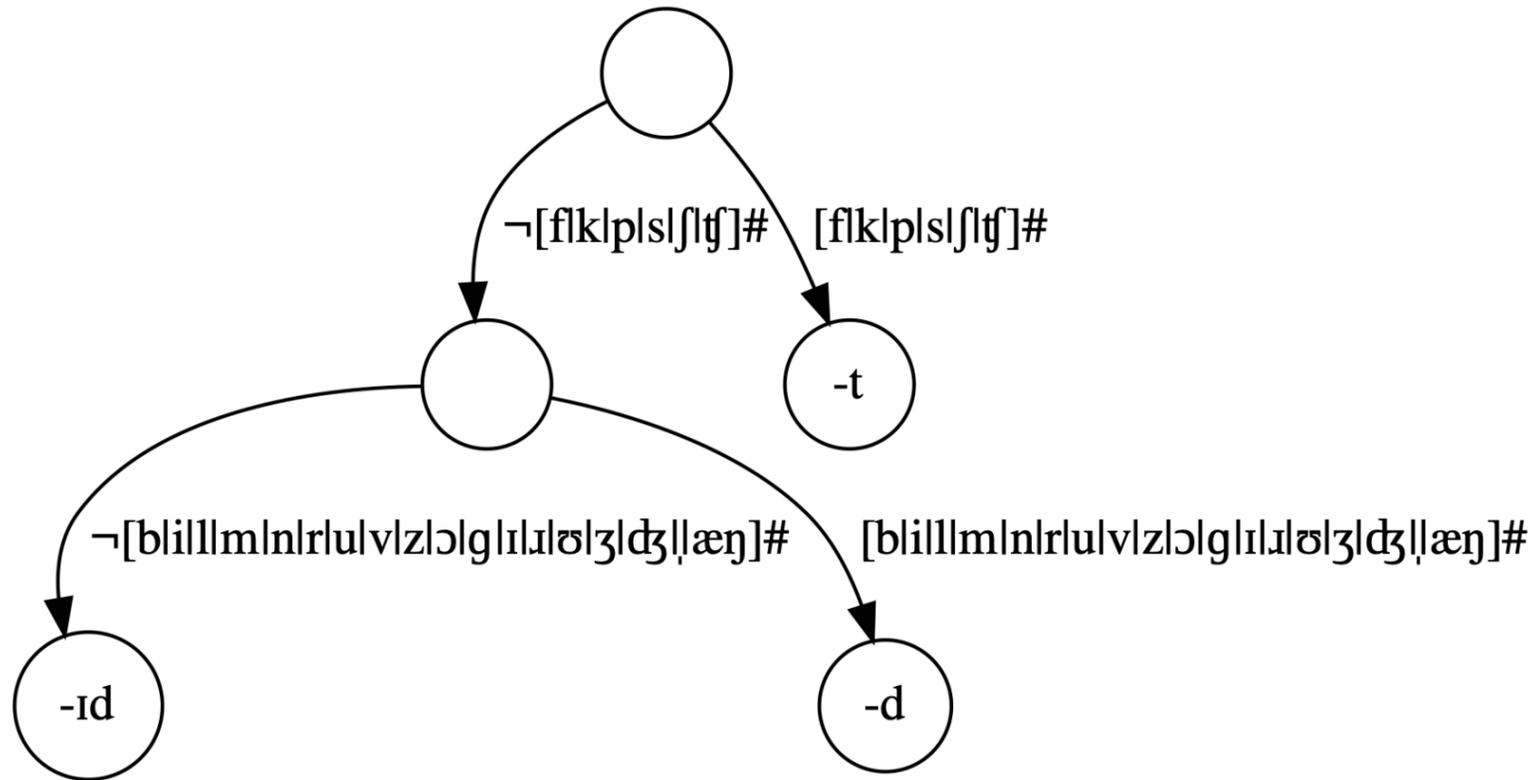 ¬[f|k|p|s|ʃ|ʧ]#
[f|k|p|s|ʃ|ʧ]#
-t
¬[b|i|l|m|n|r|u|v|z|ɔ|ɡ|ɪ|ɹ|ʊ|ʒ|ʤ|̩|æŋ]#
[b|i|l|m|n|r|u|v|z|ɔ|ɡ|ɪ|ɹ|ʊ|ʒ|ʤ|̩|æŋ]#
-ɪd
-d